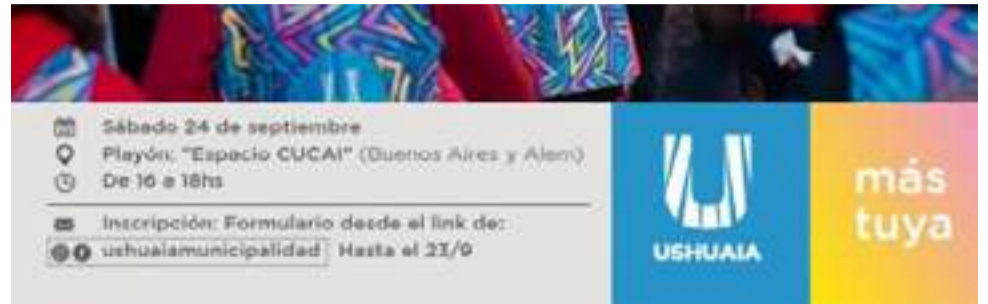 Sábado 24 de septiembre
Playón: "Espacio CUCAI" (Buenos Aires y Alem)
De 16 a 18hs
Inscripción: Formulario desde el link de:
ushuaiamunicipalidad Hasta el 23/9
USHUAIA
más
tuya